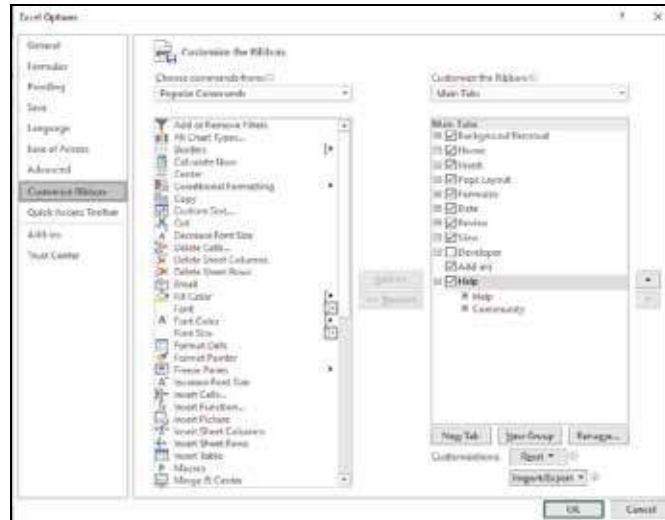 Excel Options
?
General
Formulas
Proofing
Save
Language
Ease of Access
Advanced
Customize Ribbon
Quick Access Toolbar
Add-ins
Trust Center
Customize the Ribbon.
Choose commands from:
Popular Commands
Add or Remove Filters
All Chart Types...
Borders
Calculate Now
Center
Conditional Formatting
Copy
Custom Sort...
Cut
Decrease Font Size
Delete Cells...
Delete Sheet Columns
Delete Sheet Rows
Email
Fill Color
Font
Font Color
Font Size
Format Cells
Format Painter
Freeze Panes
Increase Font Size
Insert Cells...
Insert Function...
Insert Picture
Insert Sheet Columns
Insert Sheet Rows
Insert Table
Macros
Merge & Center
Add >>
<< Remove
Customize the Ribbon:
Main Tabs
Main Tabs
Background Removal
Home
Insert
Page Layout
Formulas
Data
Review
View
Developer
Add-ins
Help
Help
Community
New Tab
New Group
Rename...
Customizations:
Reset
Import/Export
OK
Cancel